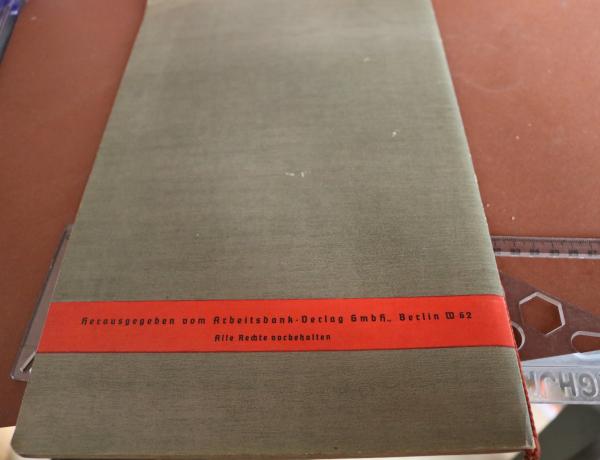 Herausgegeben vom Arbeitsbank-Verlag GmbH., Berlin W 62
Alle Rechte vorbehalten